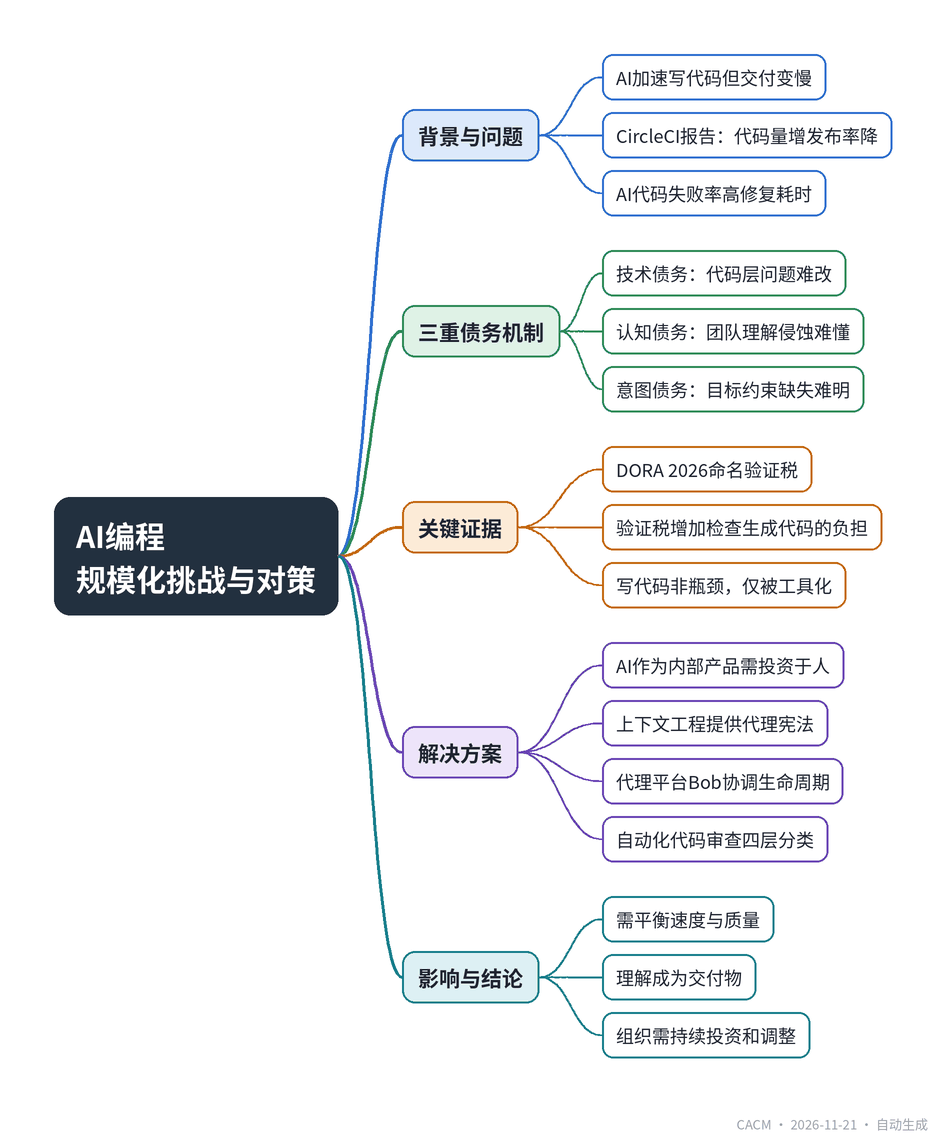 AI编程
规模化挑战与对策
背景与问题
AI加速写代码但交付变慢
CircleCI报告：代码量增发布率降
AI代码失败率高修复耗时
三重债务机制
技术债务：代码层问题难改
认知债务：团队理解侵蚀难懂
意图债务：目标约束缺失难明
关键证据
DORA 2026命名验证税
验证税增加检查生成代码的负担
写代码非瓶颈，仅被工具化
解决方案
AI作为内部产品需投资于人
上下文工程提供代理宪法
代理平台Bob协调生命周期
自动化代码审查四层分类
影响与结论
需平衡速度与质量
理解成为交付物
组织需持续投资和调整
CACM · 2026-11-21 · 自动生成